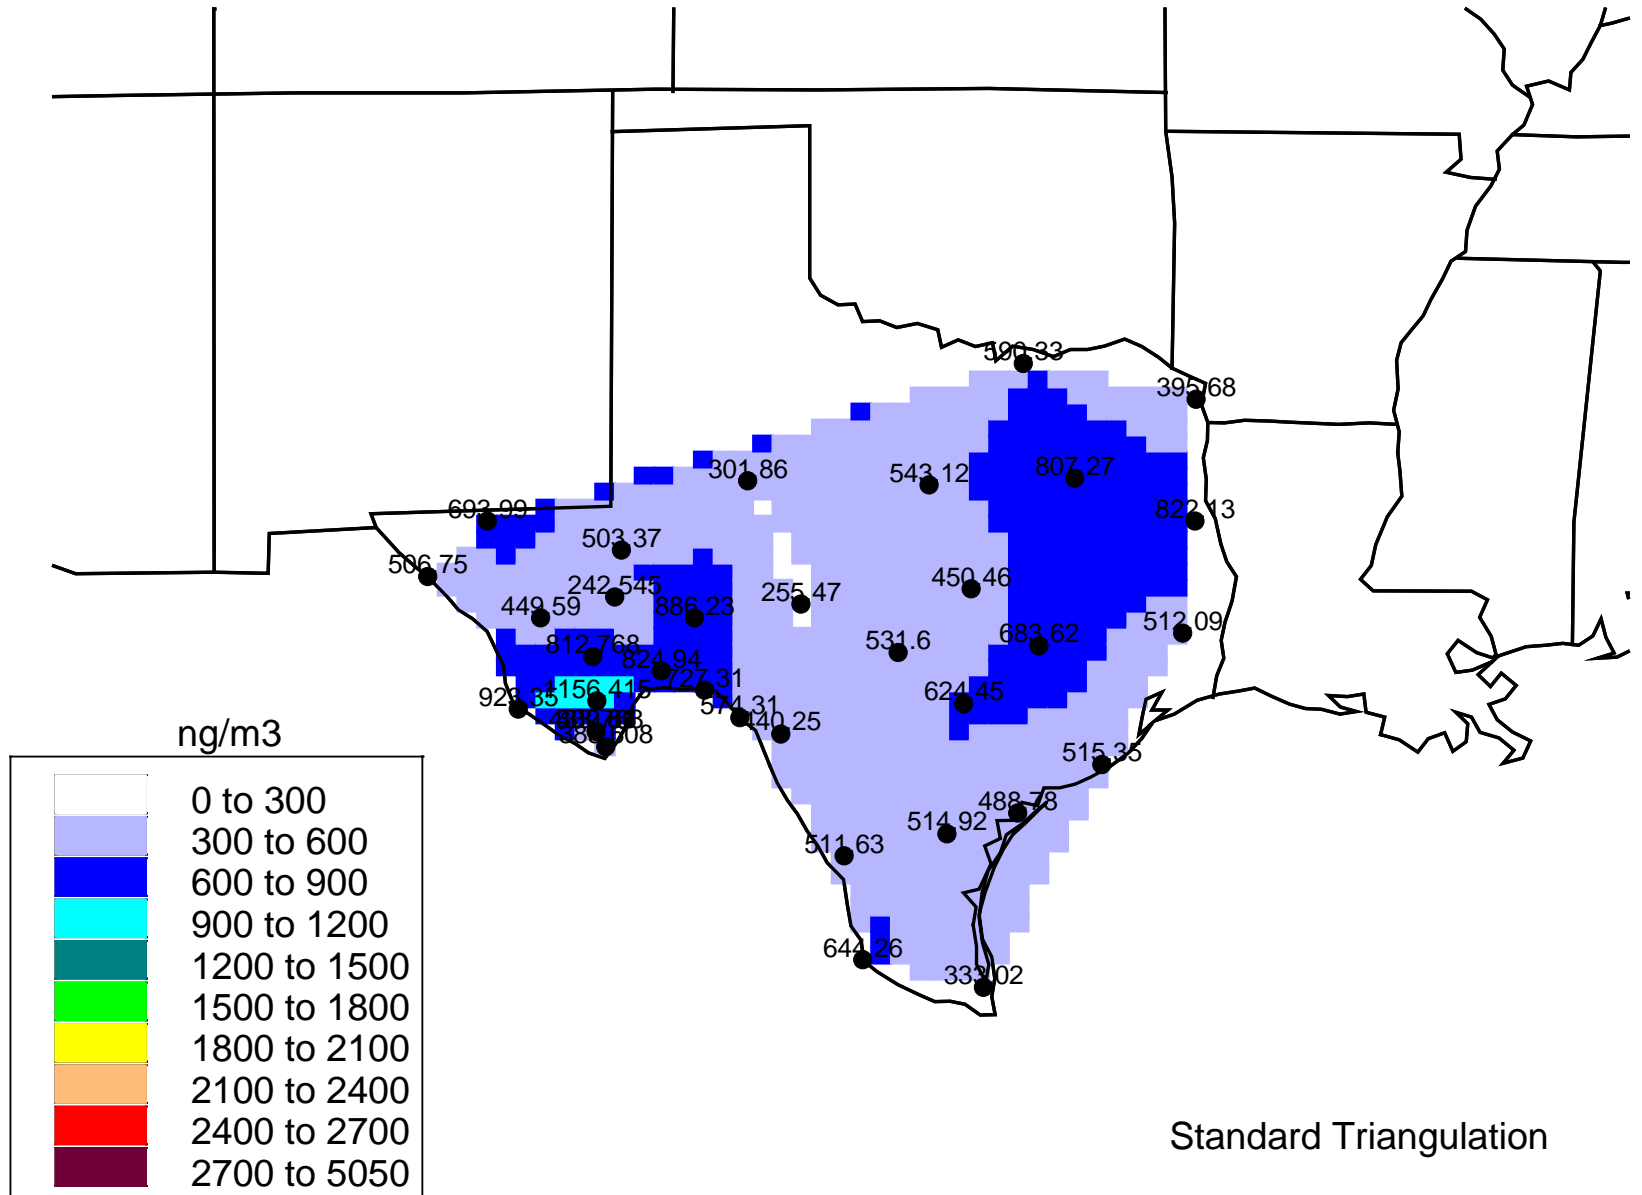 590.33
395.68
301.86
543.12
807.27
693.99
822.13
503.37
506.75
242.545
255.47
450.46
449.59
886.23
512.09
683.62
531.6
812.768
824.94
727.31
1156.415
923.35
624.45
574.31
440.25
515.35
488.78
514.92
511.63
644.26
333.02
ng/m3
0 to 300
300 to 600
600 to 900
900 to 1200
1200 to 1500
1500 to 1800
1800 to 2100
2100 to 2400
2400 to 2700
2700 to 5050
Standard Triangulation